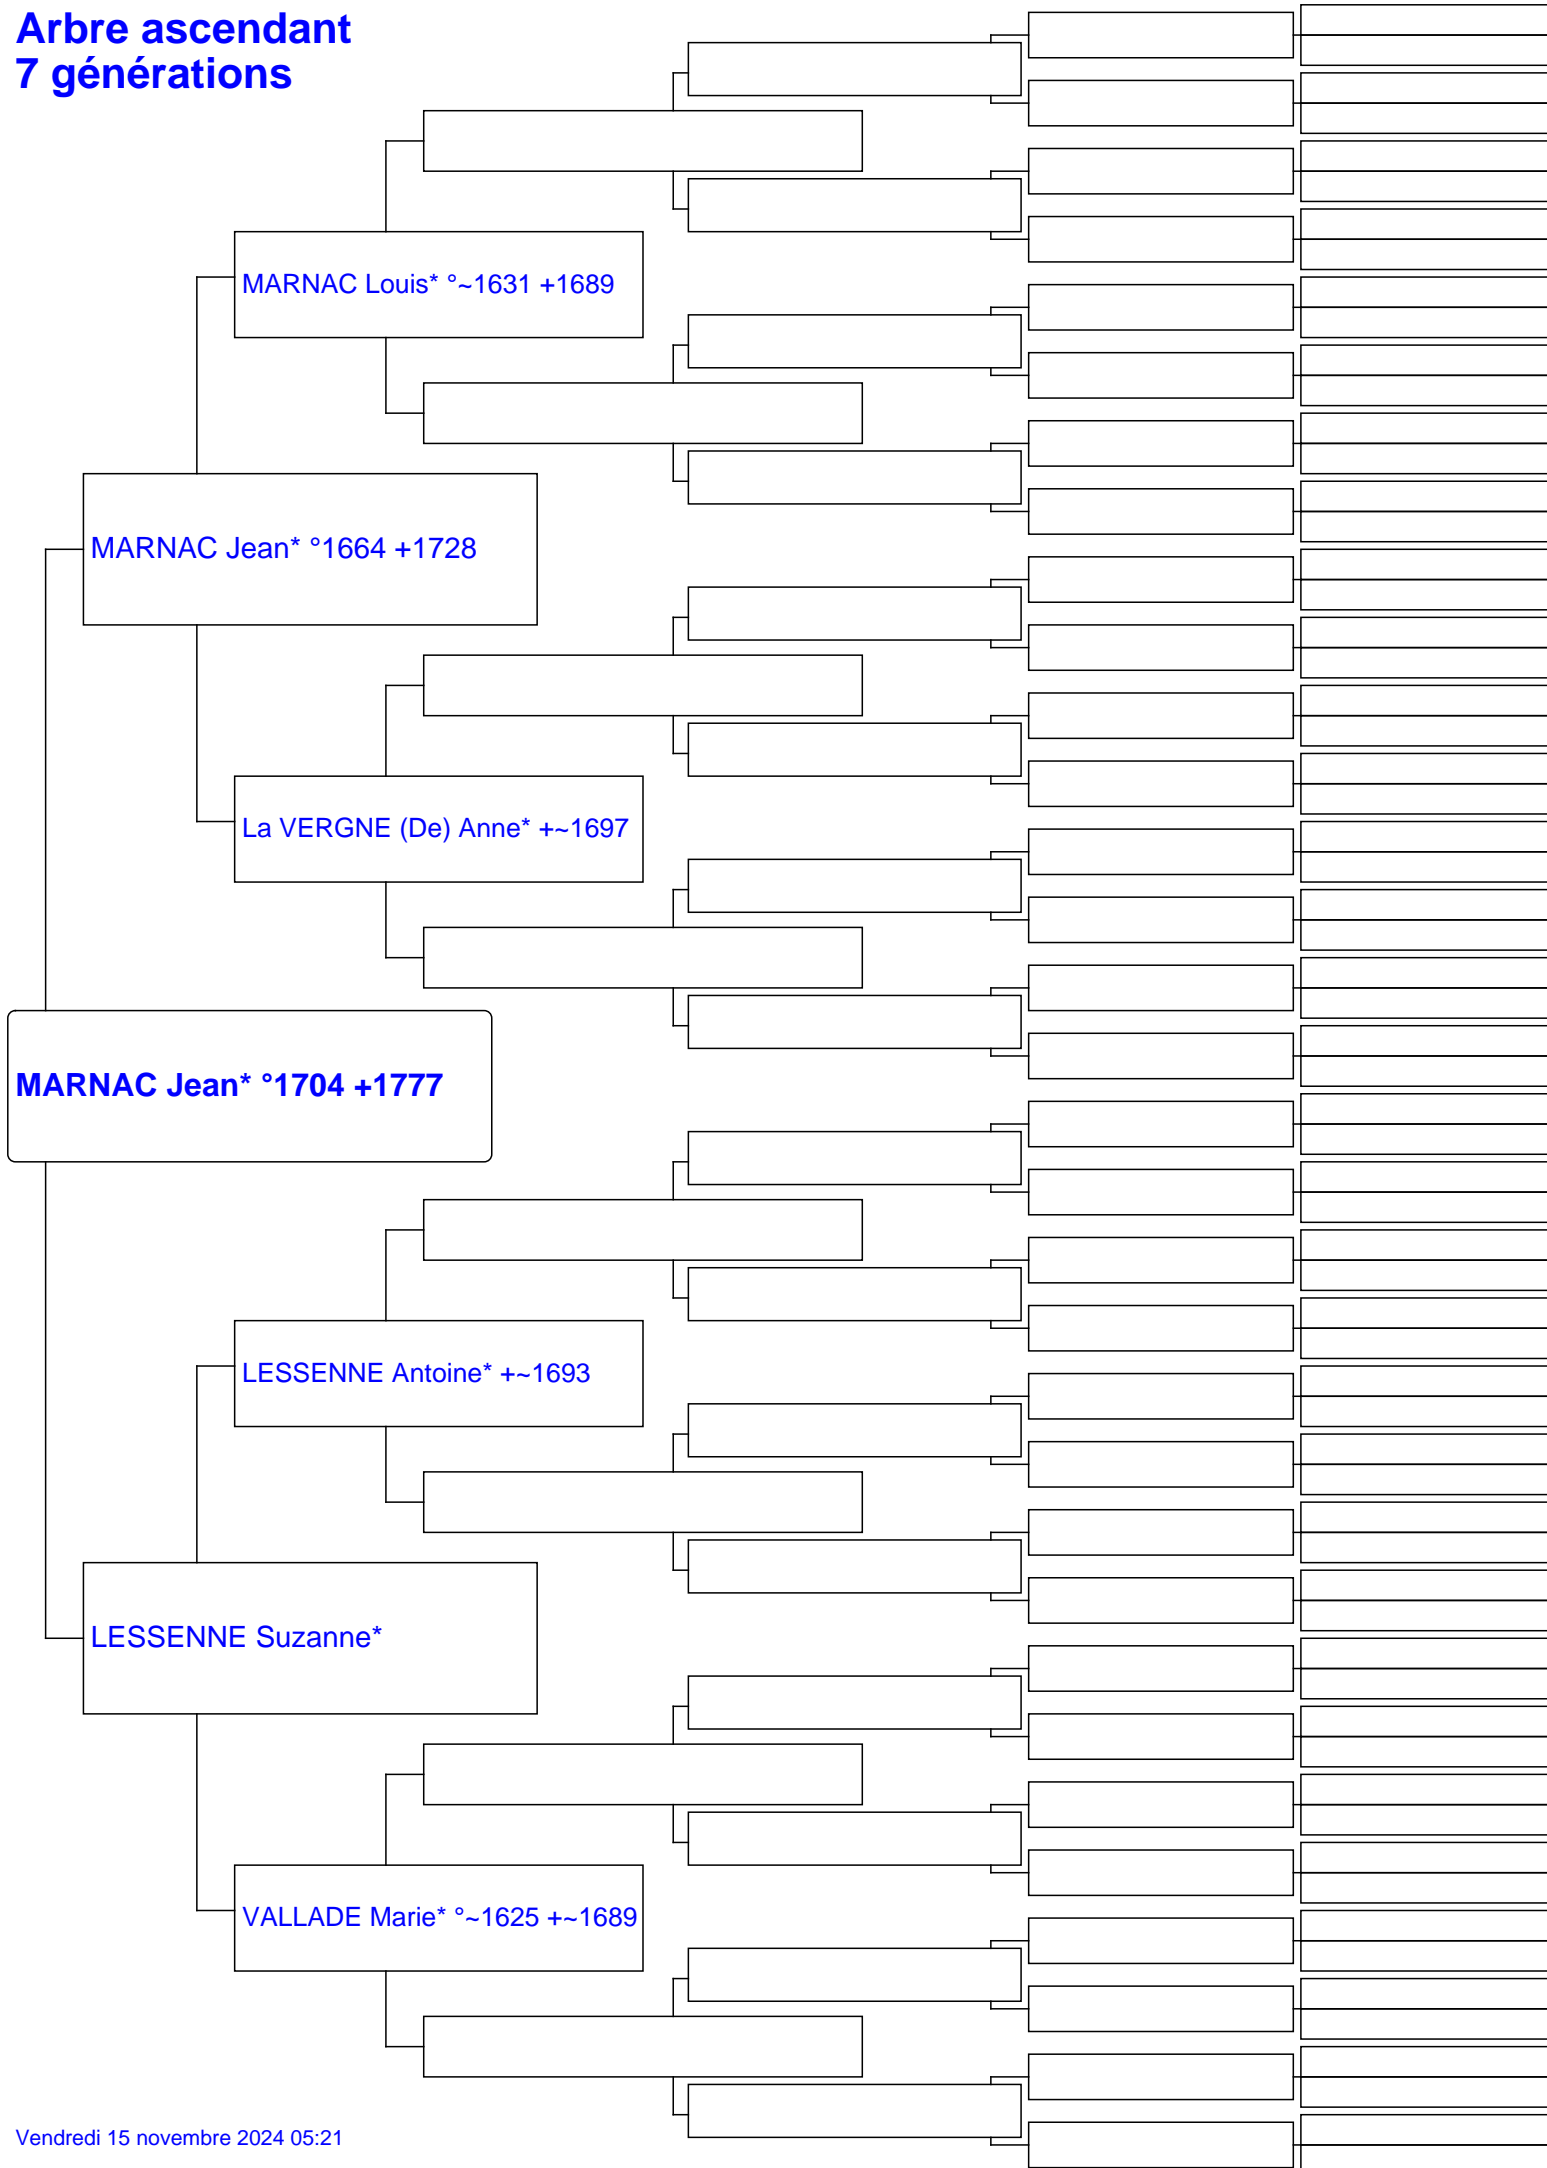 Arbre ascendant
7 générations
MARNAC Louis* °~1631 +1689
MARNAC Jean* °1664 +1728
La VERGNE (De) Anne* +~1697
MARNAC Jean* °1704 +1777
LESSENNE Antoine* +~1693
LESSENNE Suzanne*
VALLADE Marie* °~1625 +~1689
Vendredi 15 novembre 2024 05:21